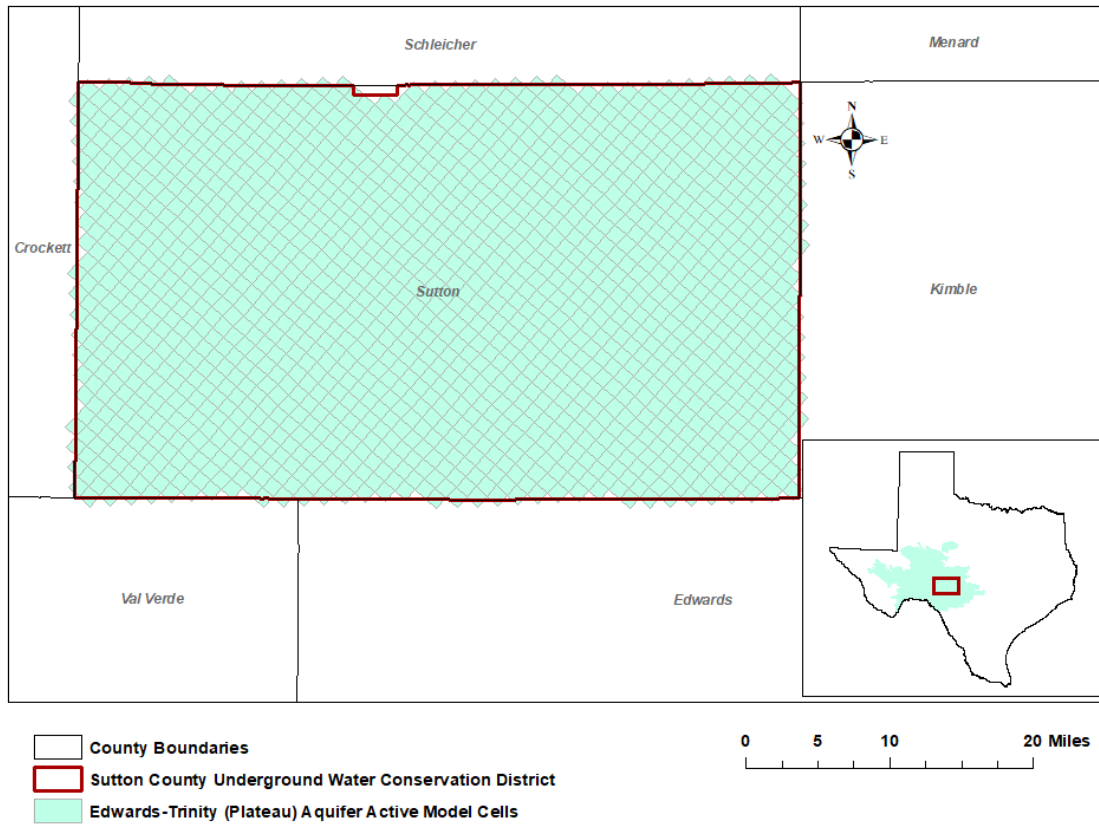 Schleicher
Menard
N
W E
S
Crockett
Sutton
Kimble
Val Verde
Edwards
County Boundaries
0 5 10 20 Miles
Sutton County Underground Water Conservation District
Edwards-Trinity (Plateau) Aquifer Active Model Cells